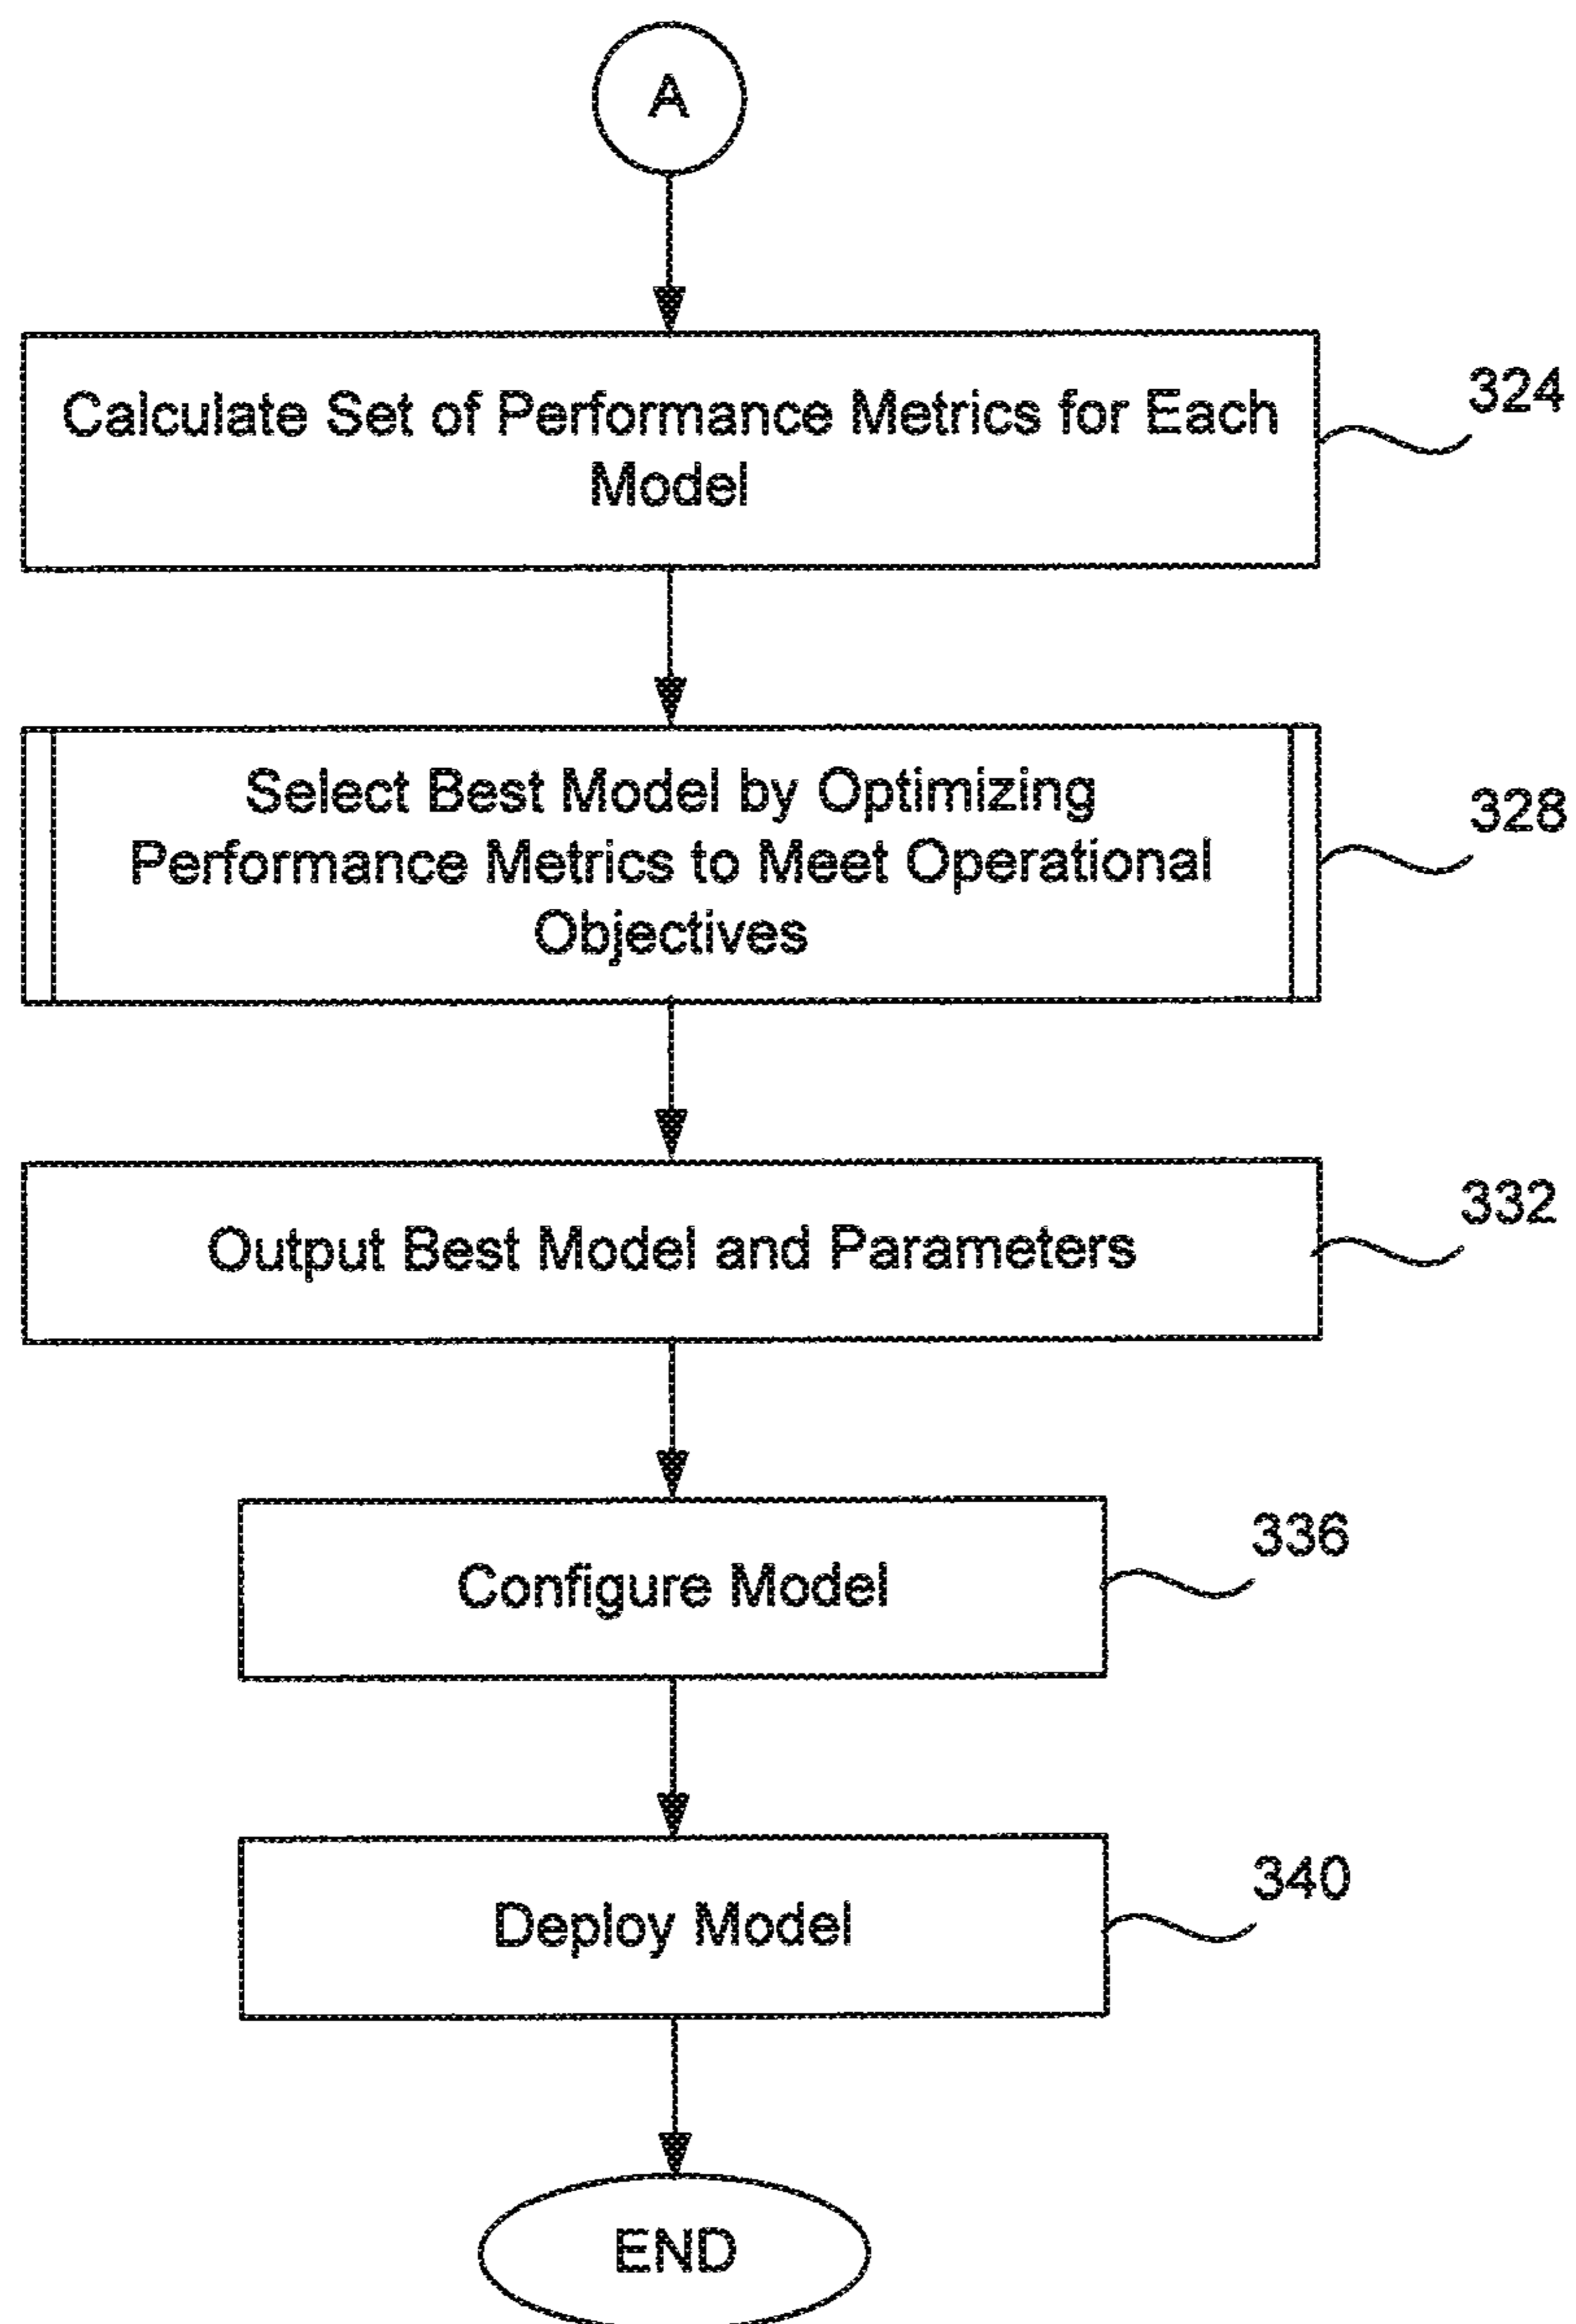 A
Calculate Set of Performance Metrics for Each
Model
324
Select Best Model by Optimizing
Performance Metrics to Meet Operational
Objectives
328
Output Best Model and Parameters
332
Configure Model
336
Deploy Model
340
END